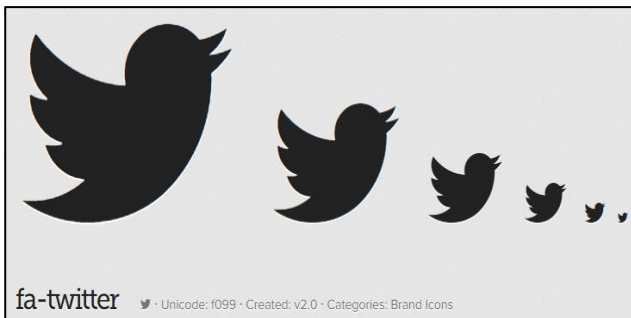 fa-twitter · Unicode: f099 · Created: v2.0 · Categories: Brand Icons